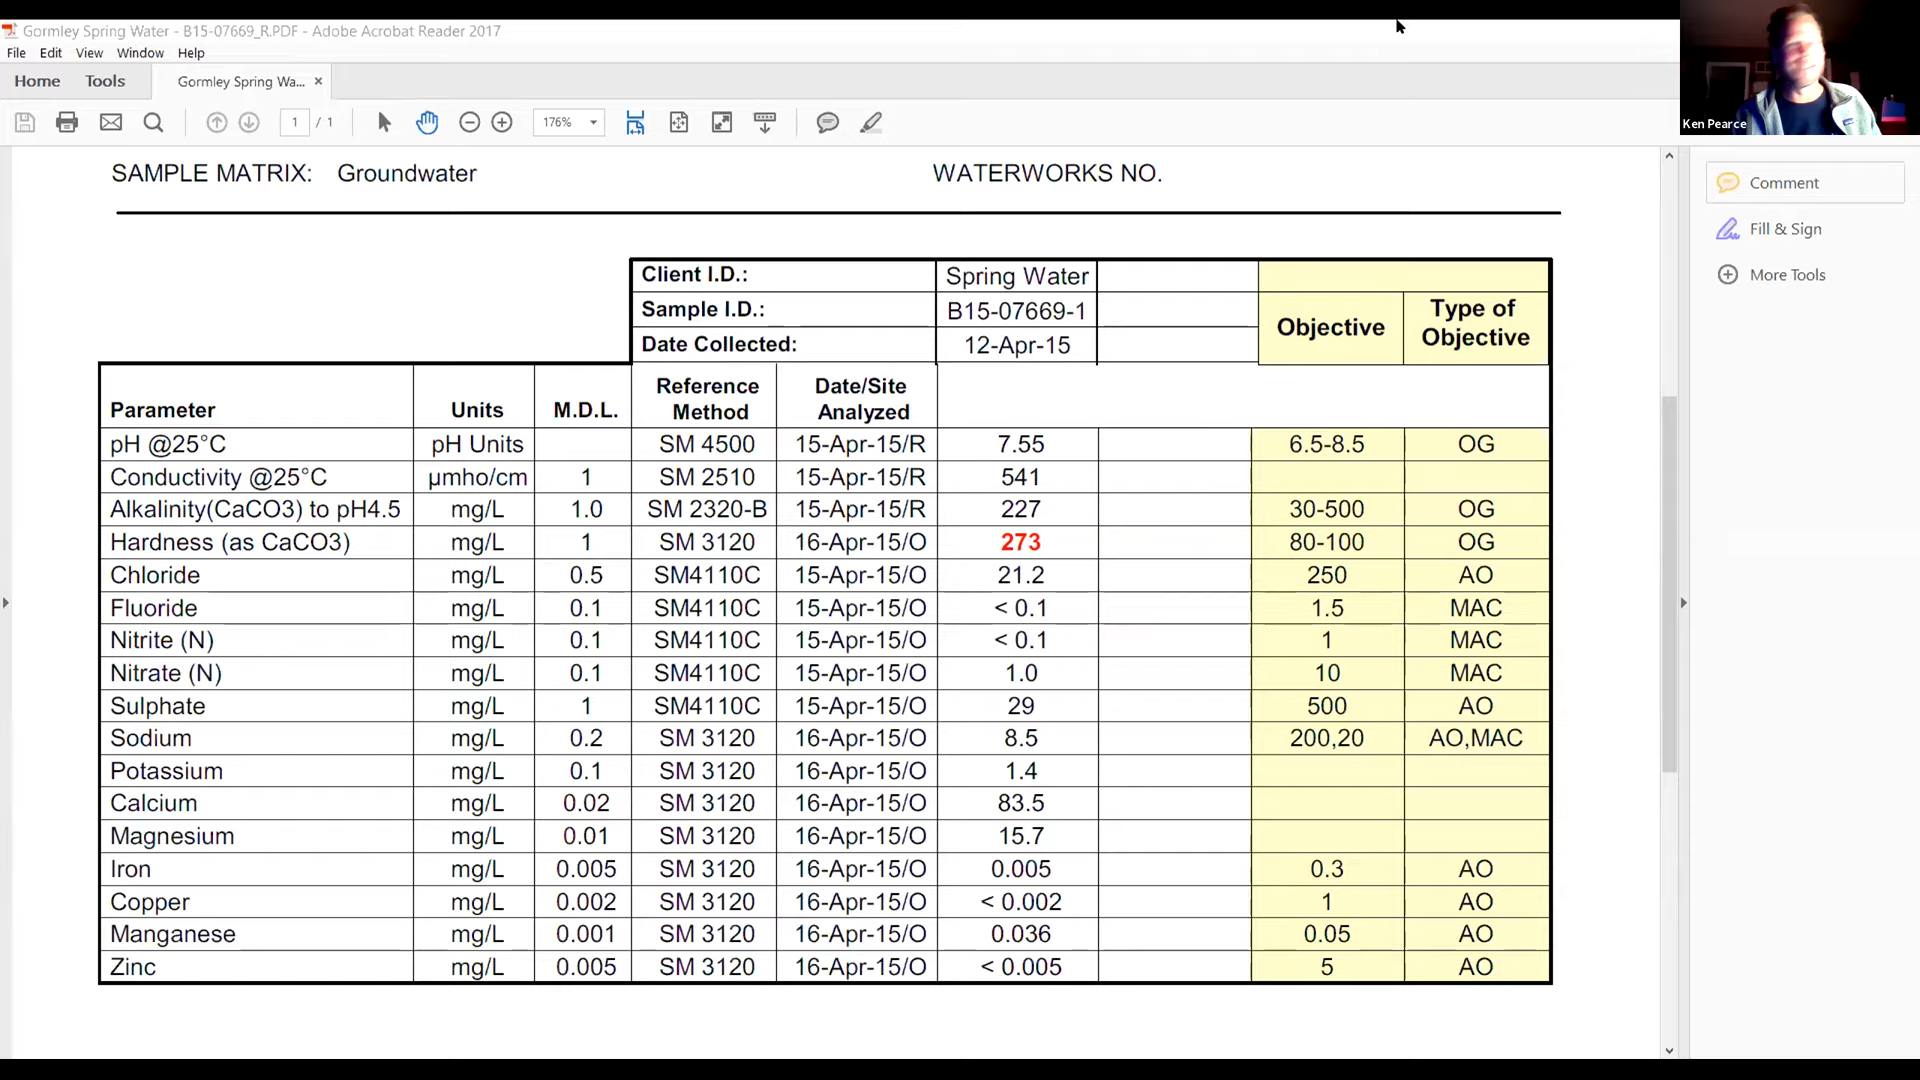 Gormley Spring Water - B15-07669_R.PDF - Adobe Acrobat Reader 2017
File Edit View Window Help
Home Tools Gormley Spring Wa... ×
1 / 1 176%
Ken Pearce
Comment
Fill & Sign
More Tools
SAMPLE MATRIX: Groundwater WATERWORKS NO.
Client I.D.: Spring Water
Sample I.D.: B15-07669-1
Date Collected: 12-Apr-15
Objective Type of
Objective
Parameter Units M.D.L. Reference
Method Date/Site
Analyzed
pH @25°C pH Units SM 4500 15-Apr-15/R 7.55 6.5-8.5 OG
Conductivity @25°C µmho/cm 1 SM 2510 15-Apr-15/R 541
Alkalinity(CaCO3) to pH4.5 mg/L 1.0 SM 2320-B 15-Apr-15/R 227 30-500 OG
Hardness (as CaCO3) mg/L 1 SM 3120 16-Apr-15/O 273 80-100 OG
Chloride mg/L 0.5 SM4110C 15-Apr-15/O 21.2 250 AO
Fluoride mg/L 0.1 SM4110C 15-Apr-15/O < 0.1 1.5 MAC
Nitrite (N) mg/L 0.1 SM4110C 15-Apr-15/O < 0.1 1 MAC
Nitrate (N) mg/L 0.1 SM4110C 15-Apr-15/O 1.0 10 MAC
Sulphate mg/L 1 SM4110C 15-Apr-15/O 29 500 AO
Sodium mg/L 0.2 SM 3120 16-Apr-15/O 8.5 200,20 AO,MAC
Potassium mg/L 0.1 SM 3120 16-Apr-15/O 1.4
Calcium mg/L 0.02 SM 3120 16-Apr-15/O 83.5
Magnesium mg/L 0.01 SM 3120 16-Apr-15/O 15.7
Iron mg/L 0.005 SM 3120 16-Apr-15/O 0.005 0.3 AO
Copper mg/L 0.002 SM 3120 16-Apr-15/O < 0.002 1 AO
Manganese mg/L 0.001 SM 3120 16-Apr-15/O 0.036 0.05 AO
Zinc mg/L 0.005 SM 3120 16-Apr-15/O < 0.005 5 AO